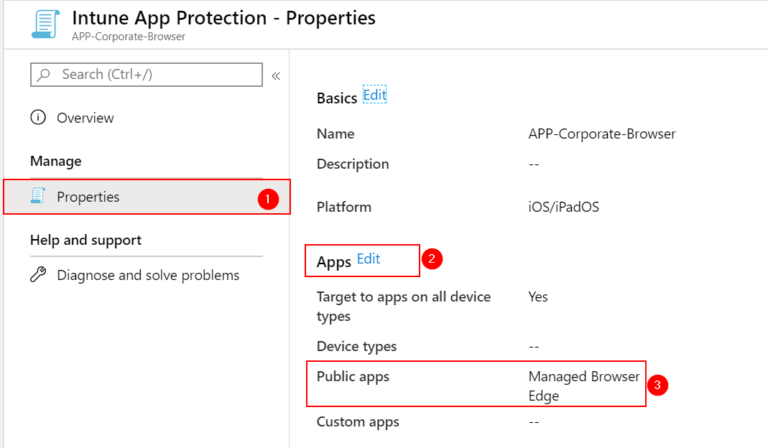 Intune App Protection - Properties
APP-Corporate-Browser
Search (Ctrl+/)
«
Overview
Manage
Properties
1
Help and support
Diagnose and solve problems
Basics Edit
Name APP-Corporate-Browser
Description --
Platform iOS/iPadOS
Apps Edit
2
Target to apps on all device Yes
types
Device types --
Public apps Managed Browser
Edge
3
Custom apps --